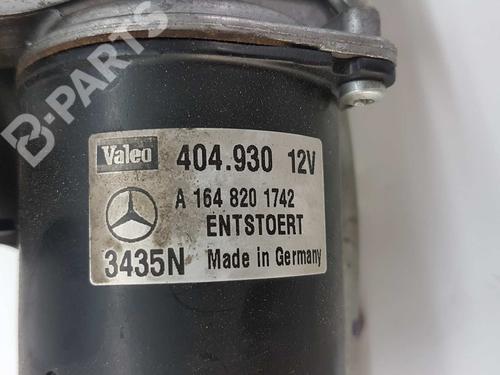 B-PARTS
Valeo 404.930 12V
A 164 820 1742
ENTSTOERT
3435N Made in Germany